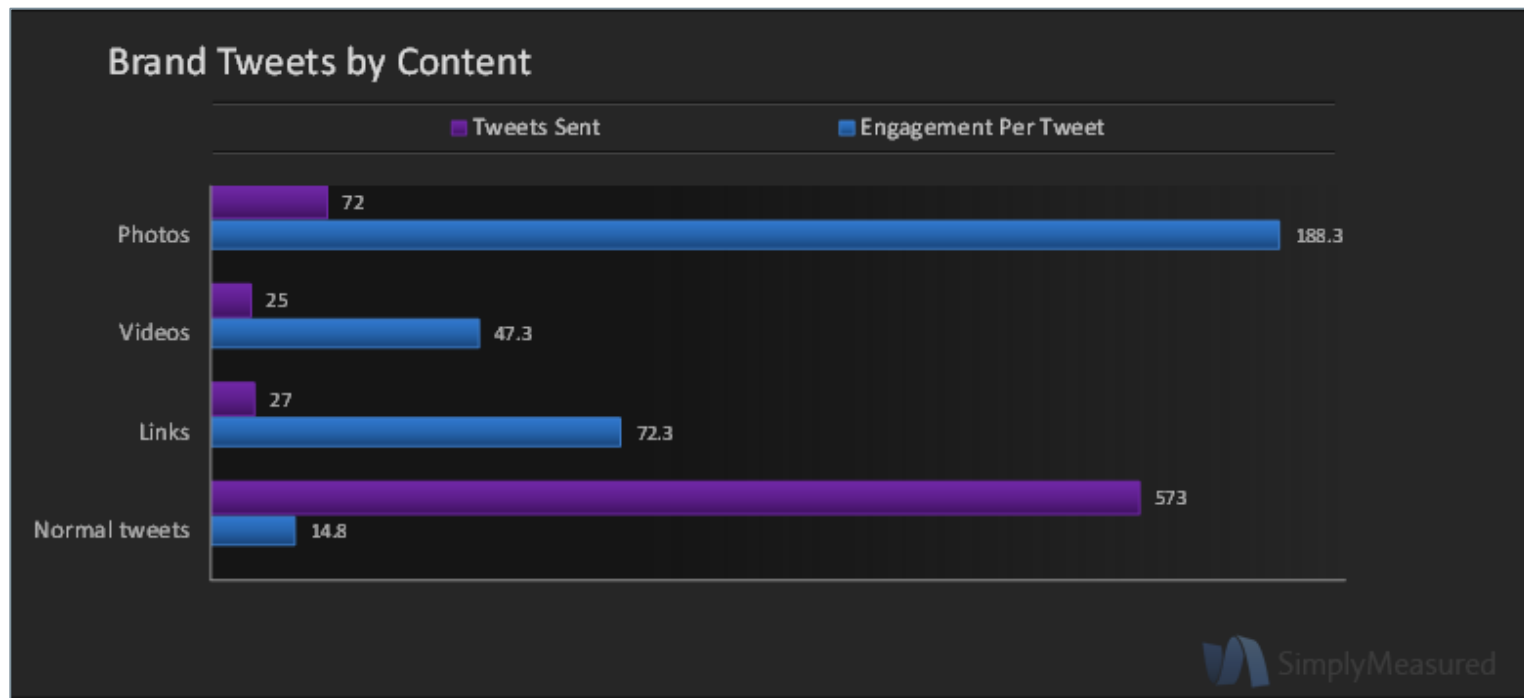 Brand Tweets by Content
Tweets Sent Engagement Per Tweet
72
Photos 188.3
25
Videos 47.3
27
Links 72.3
573
Normal tweets 14.8
SimplyMeasured